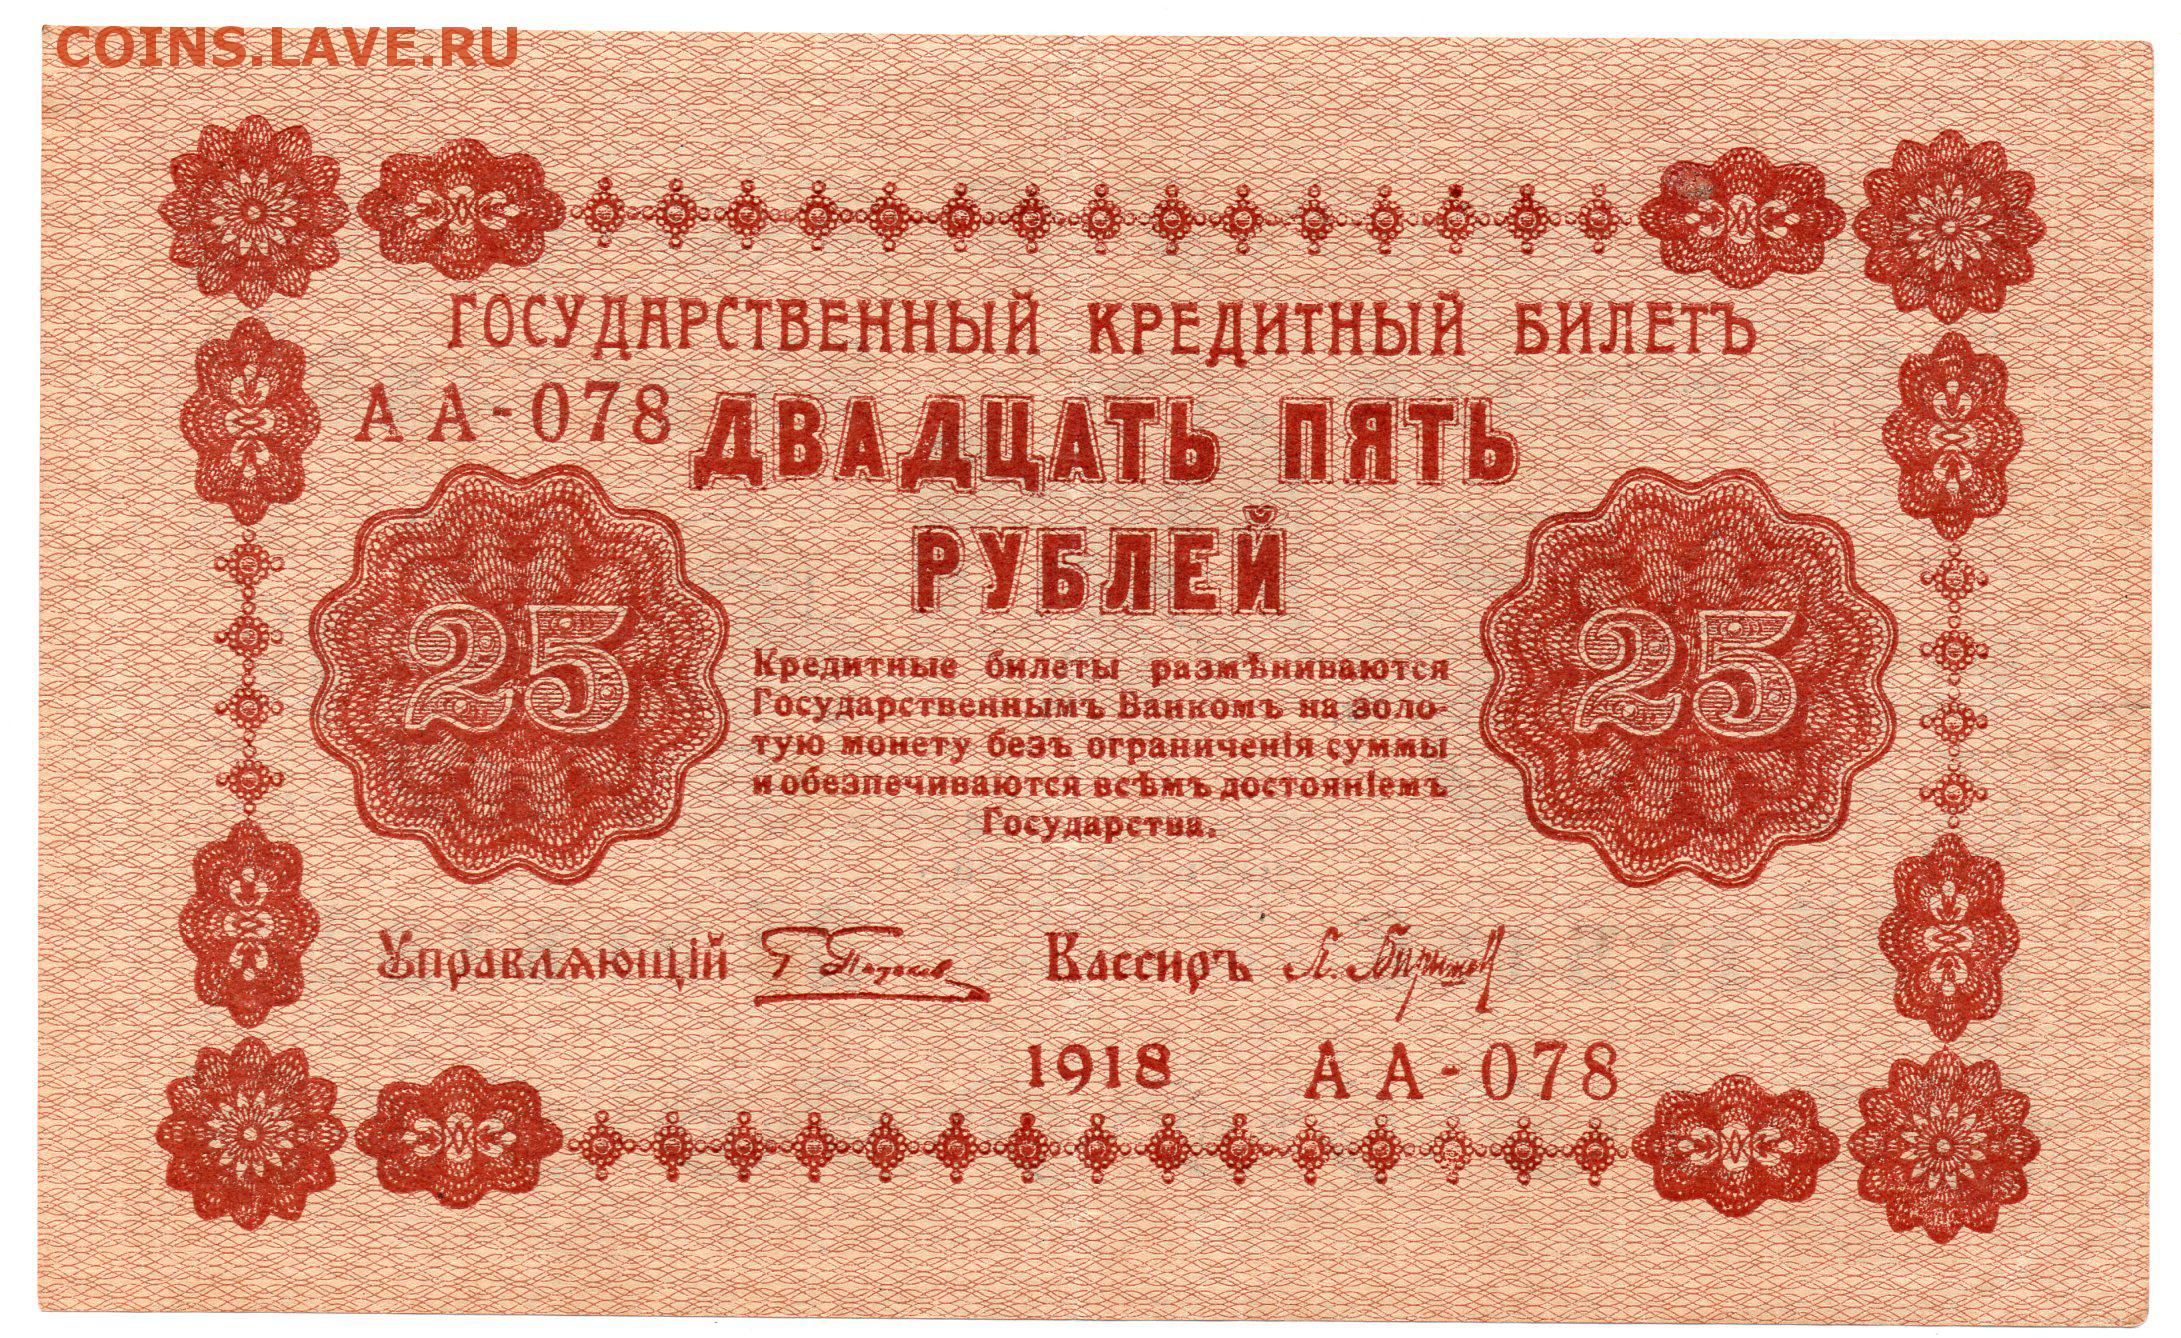 COINS.LAVE.RU
ГОСУДАРСТВЕННЫЙ КРЕДИТНЫЙ БИЛЕТЪ
АА-078
ДВАДЦАТЬ ПЯТЬ
РУБЛЕЙ
25
25
Кредитные билеты размѣниваются
Государственнымъ Банкомъ на золо-
тую монету безъ ограниченія суммы
и обезпечиваются всѣмъ достояніемъ
Государства.
Управляющій
Кассиръ
1918 АА-078